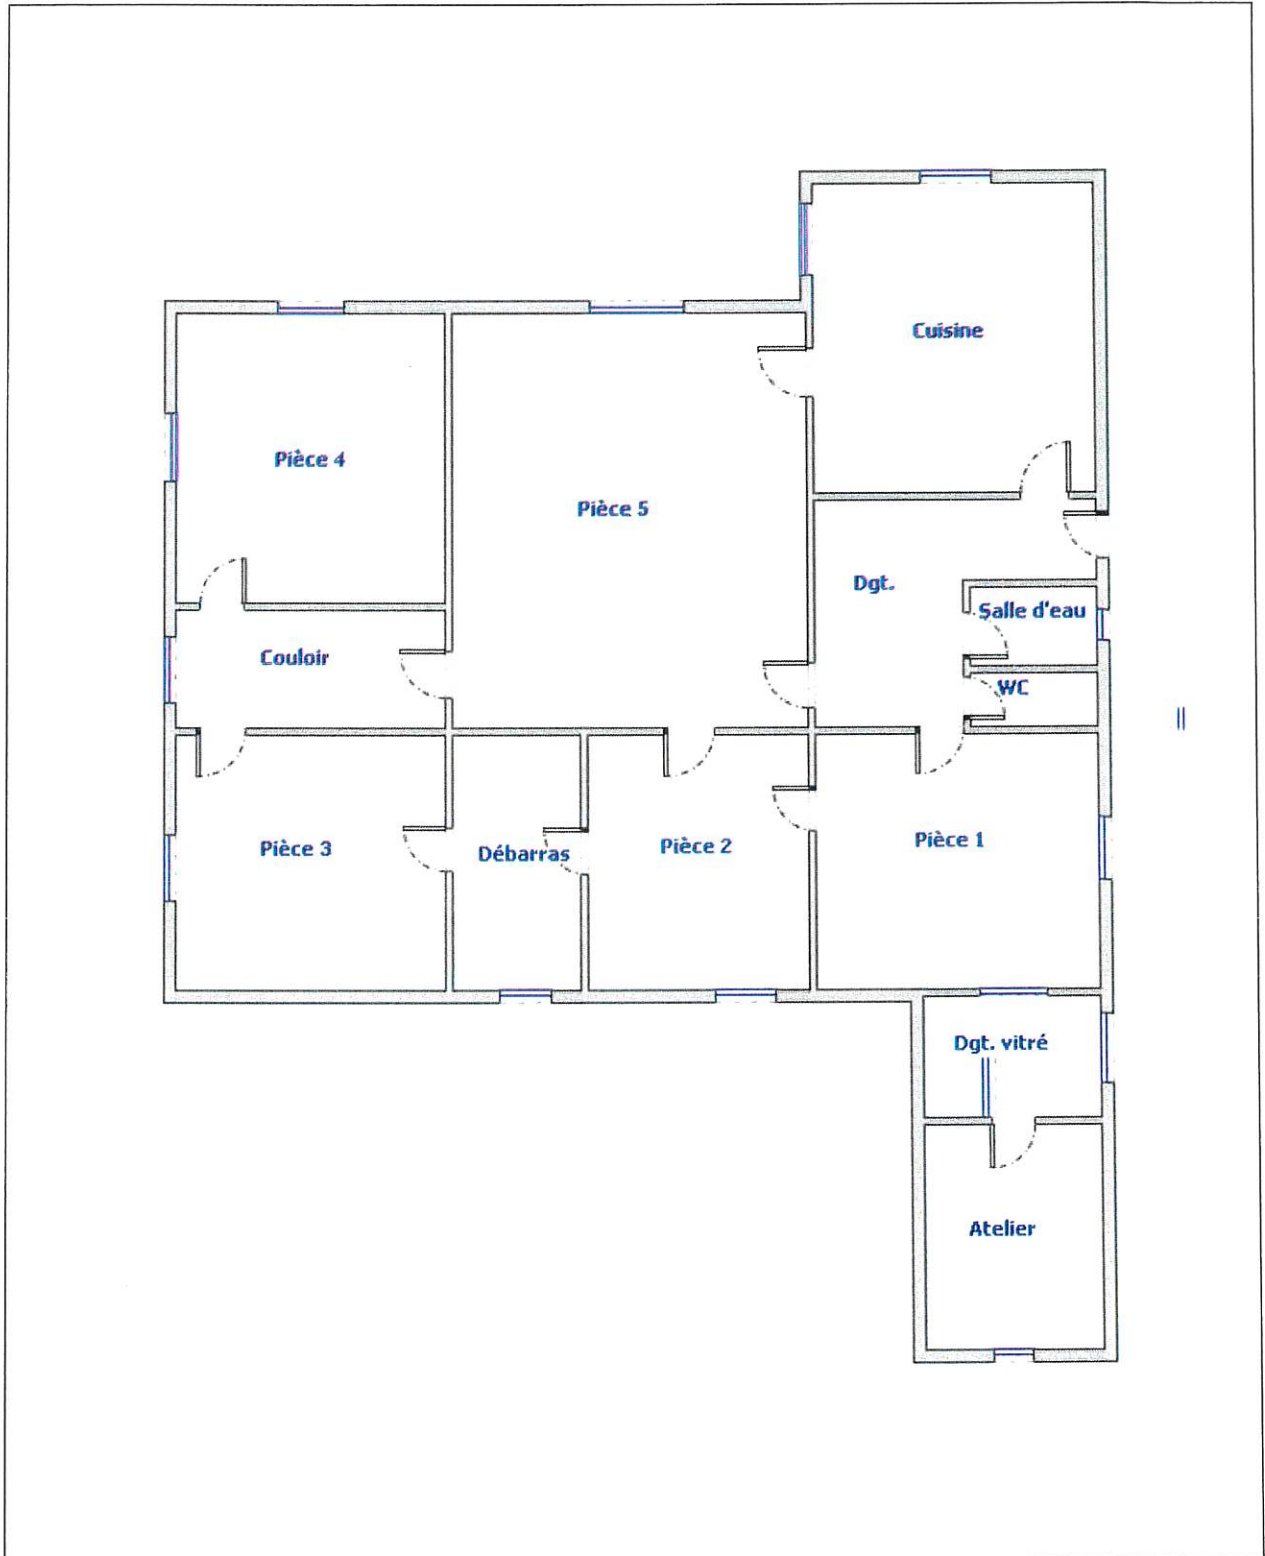 Cuisine
Pièce 4
Pièce 5
Dgt.
Salle d'eau
Couloir
WC
Pièce 3
Débarras
Pièce 2
Pièce 1
Dgt. vitré
Atelier